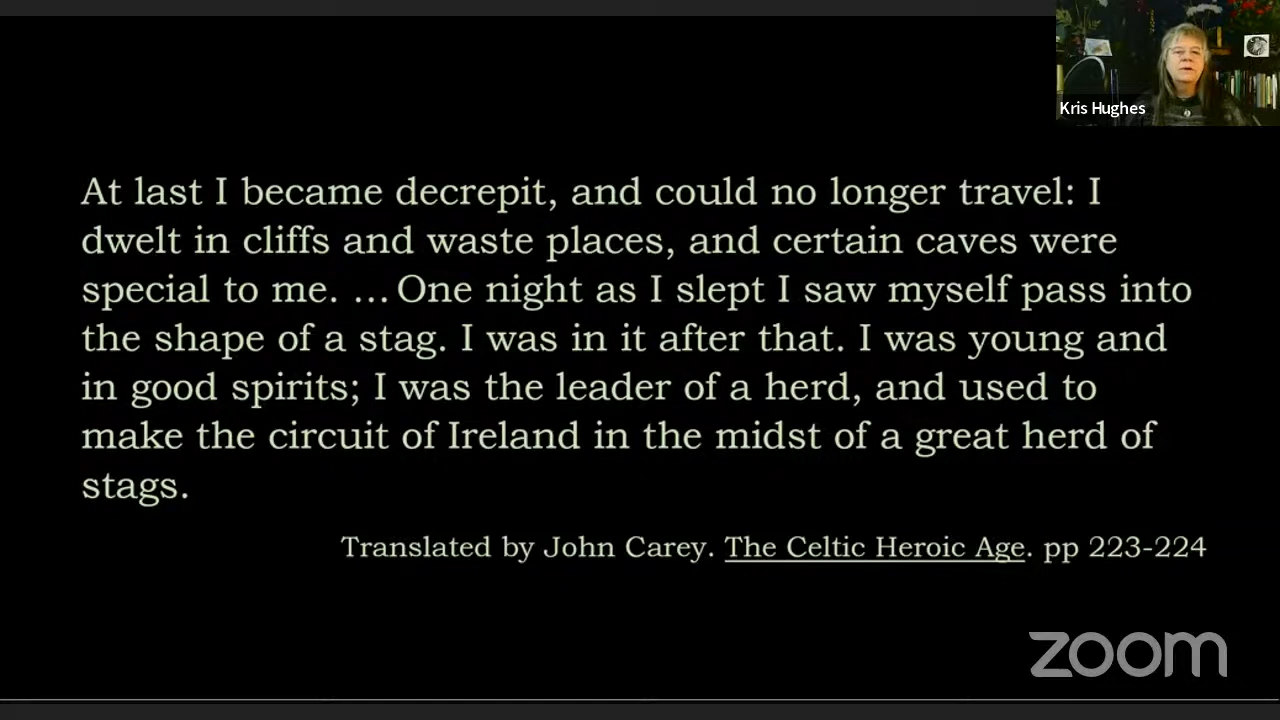 Kris Hughes
At last I became decrepit, and could no longer travel: I
dwelt in cliffs and waste places, and certain caves were
special to me. … One night as I slept I saw myself pass into
the shape of a stag. I was in it after that. I was young and
in good spirits; I was the leader of a herd, and used to
make the circuit of Ireland in the midst of a great herd of
stags.
Translated by John Carey. The Celtic Heroic Age. pp 223-224
zoom